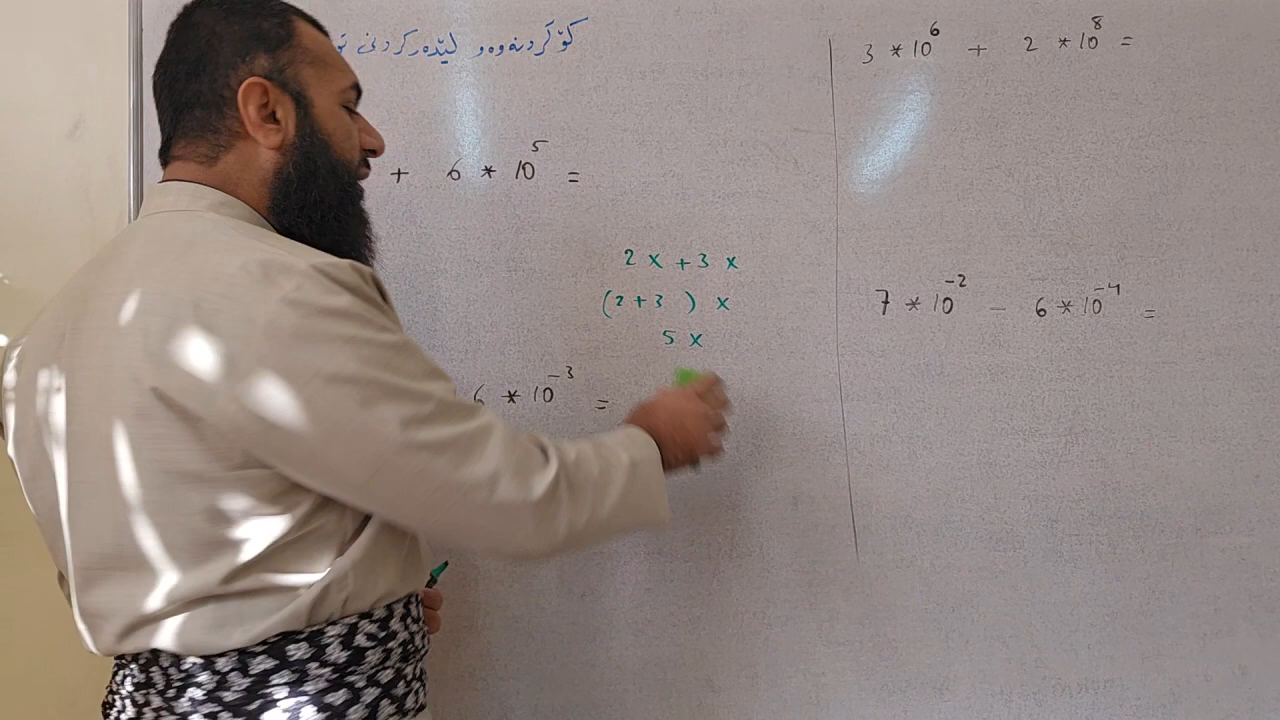 کۆکردنەوەو لێدەرکردنی
+ 6 * 10⁵ =
2 x + 3 x
(2 + 3 ) x
5 x
6 * 10⁻³ =
3 * 10⁶ + 2 * 10⁸ =
7 * 10⁻² − 6 * 10⁻⁴ =